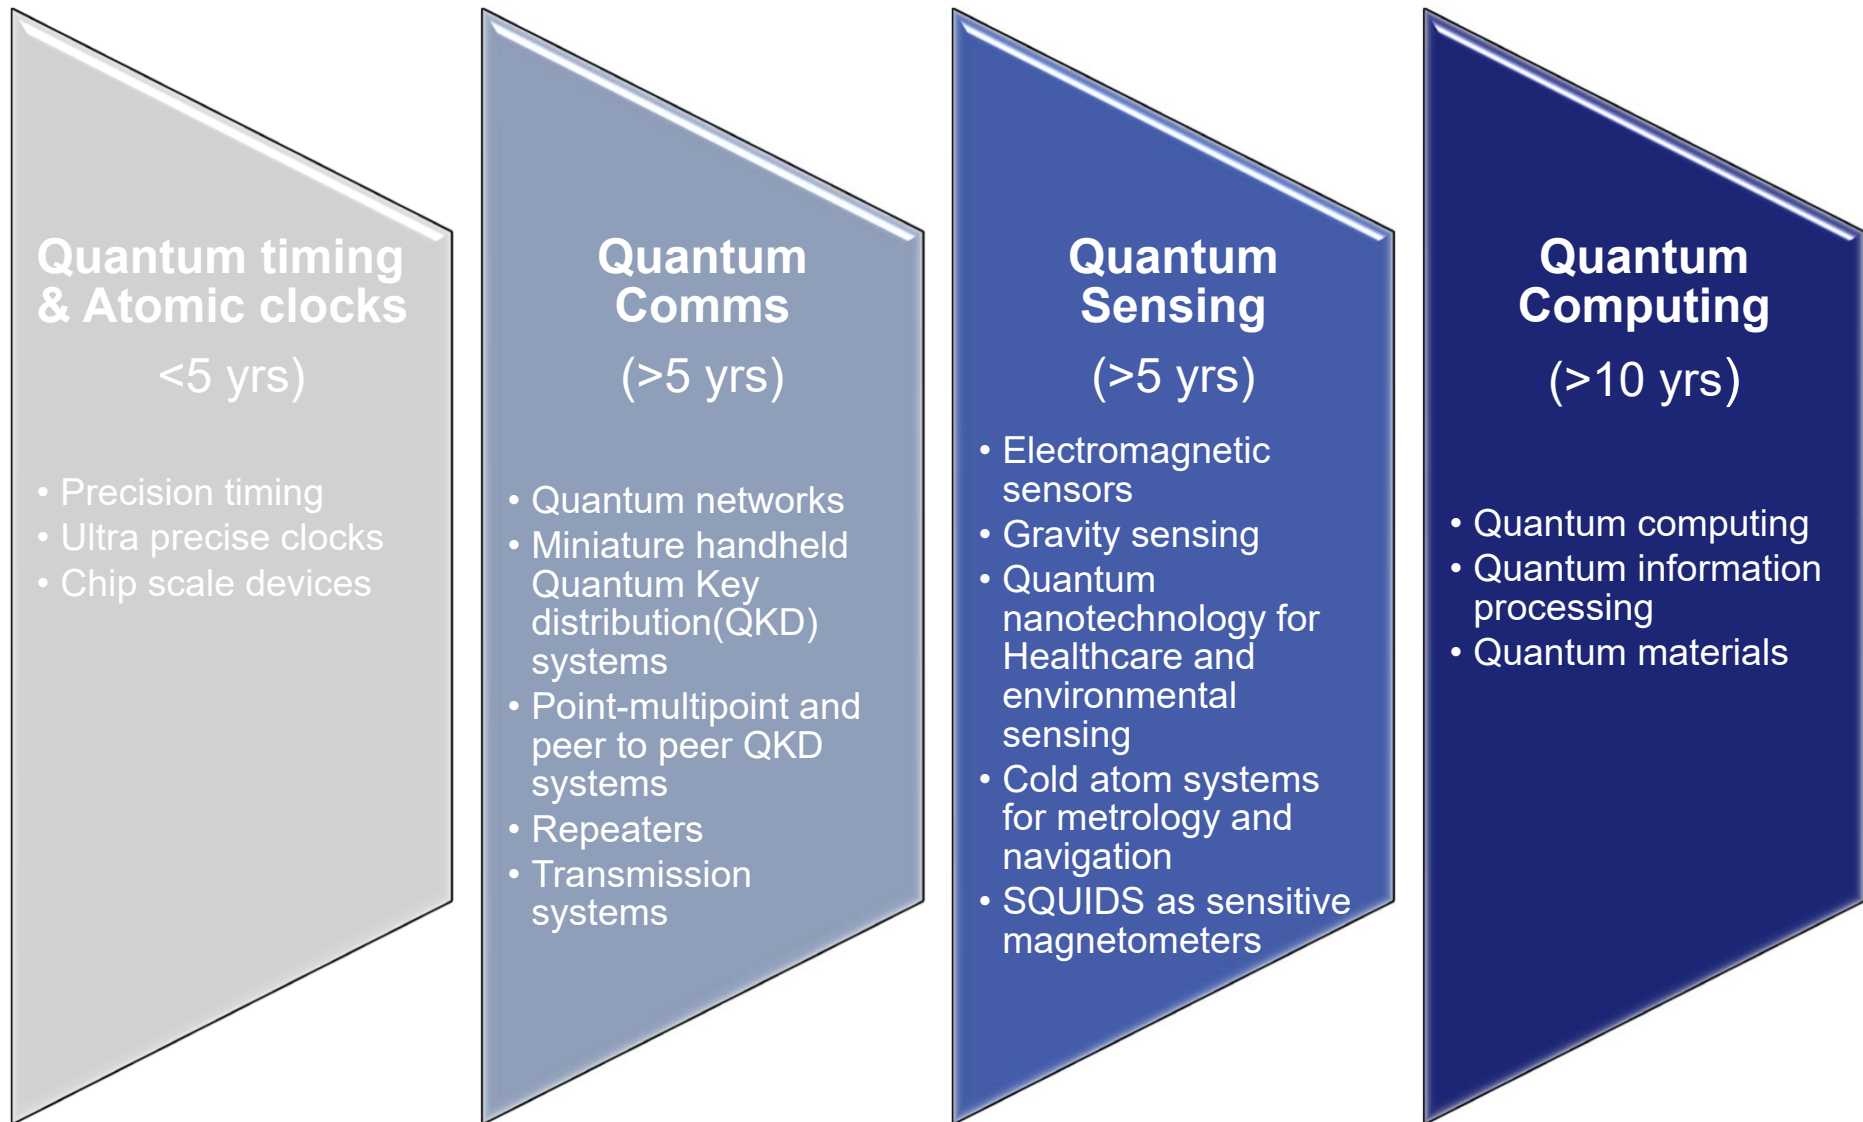 Quantum timing
& Atomic clocks
<5 yrs)
• Precision timing
• Ultra precise clocks
• Chip scale devices
Quantum
Comms
(>5 yrs)
• Quantum networks
• Miniature handheld
Quantum Key
distribution(QKD)
systems
• Point-multipoint and
peer to peer QKD
systems
• Repeaters
• Transmission
systems
Quantum
Sensing
(>5 yrs)
• Electromagnetic
sensors
• Gravity sensing
• Quantum
nanotechnology for
Healthcare and
environmental
sensing
• Cold atom systems
for metrology and
navigation
• SQUIDS as sensitive
magnetometers
Quantum
Computing
(>10 yrs)
• Quantum computing
• Quantum information
processing
• Quantum materials